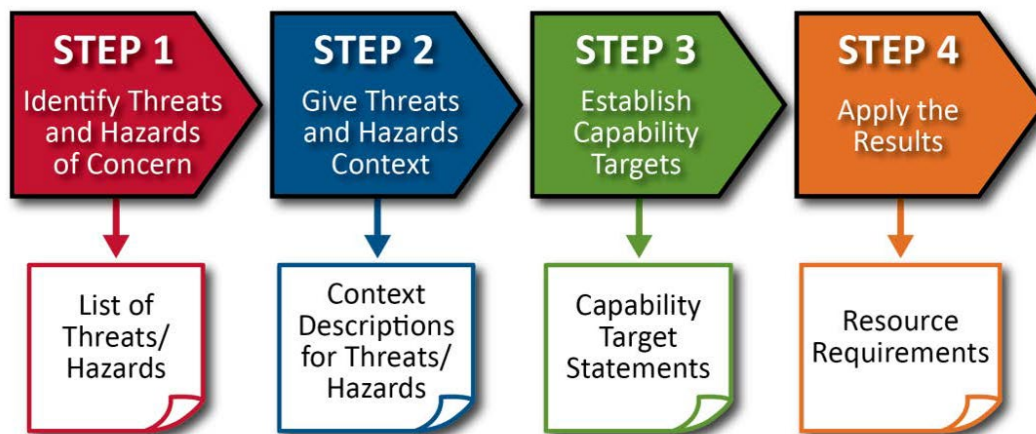 STEP 1
Identify Threats
and Hazards
of Concern
STEP 2
Give Threats
and Hazards
Context
STEP 3
Establish
Capability
Targets
STEP 4
Apply the
Results
List of
Threats/
Hazards
Context
Descriptions
for Threats/
Hazards
Capability
Target
Statements
Resource
Requirements